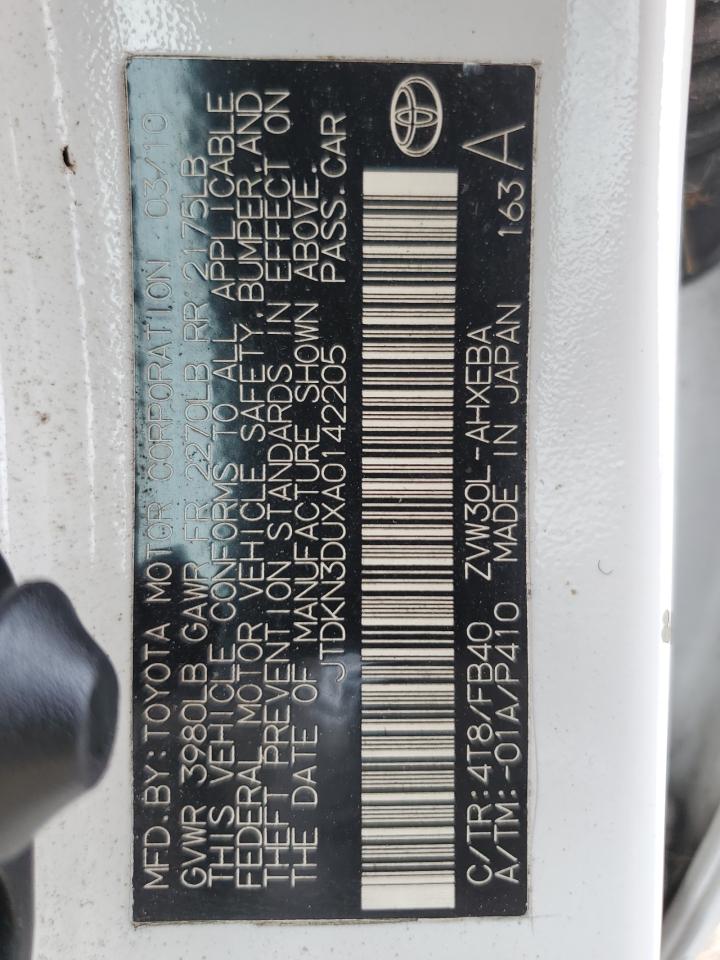 MFD.BY:TOYOTA MOTOR CORPORATION 03/10
GVWR 3980LB GAWR FR 2270LB RR 2175LB
THIS VEHICLE CONFORMS TO ALL APPLICABLE
FEDERAL MOTOR VEHICLE SAFETY,BUMPER,AND
THEFT PREVENTION STANDARDS IN EFFECT ON
THE DATE OF MANUFACTURE SHOWN ABOVE.
JTDKN3DUXA0142205 PASS.CAR
C/TR:4T8/FB40 ZVW30L-AHXEBA
A/TM:-01A/P410 MADE IN JAPAN 163 A